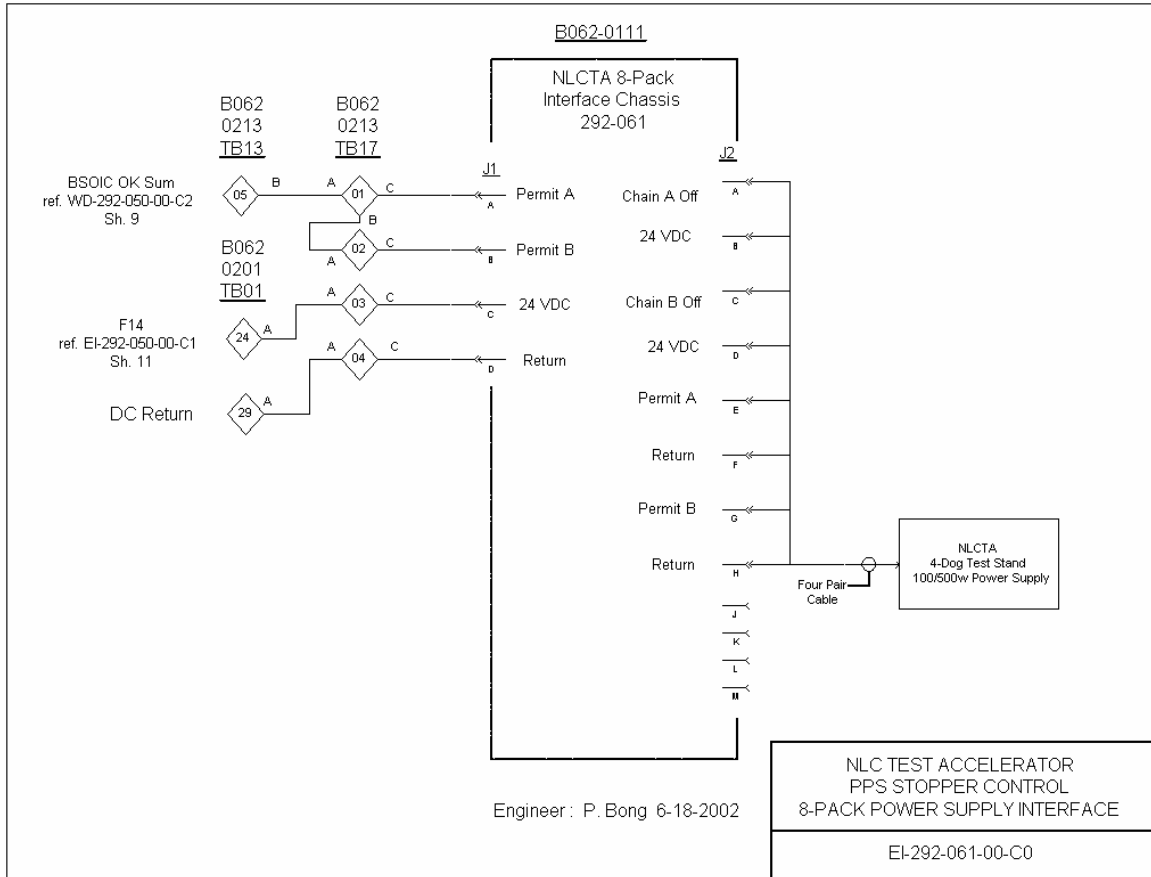 B062-0111
NLCTA 8-Pack
Interface Chassis
292-061
B062
0213
TB13
B062
0213
TB17
J1
J2
BSOIC OK Sum
ref. WD-292-050-00-C2
Sh. 9
05
B
A
01
C
A
Permit A
B
A
02
C
B
Permit B
B062
0201
TB01
F14
ref. EI-292-050-00-C1
Sh. 11
24
A
A
03
C
C
24 VDC
DC Return
29
A
A
04
C
D
Return
Chain A Off
A
24 VDC
B
Chain B Off
C
24 VDC
D
Permit A
E
Return
F
Permit B
G
Return
H
J
K
L
M
Four Pair
Cable
NLCTA
4-Dog Test Stand
100/500w Power Supply
Engineer: P. Bong 6-18-2002
NLC TEST ACCELERATOR
PPS STOPPER CONTROL
8-PACK POWER SUPPLY INTERFACE
EI-292-061-00-C0